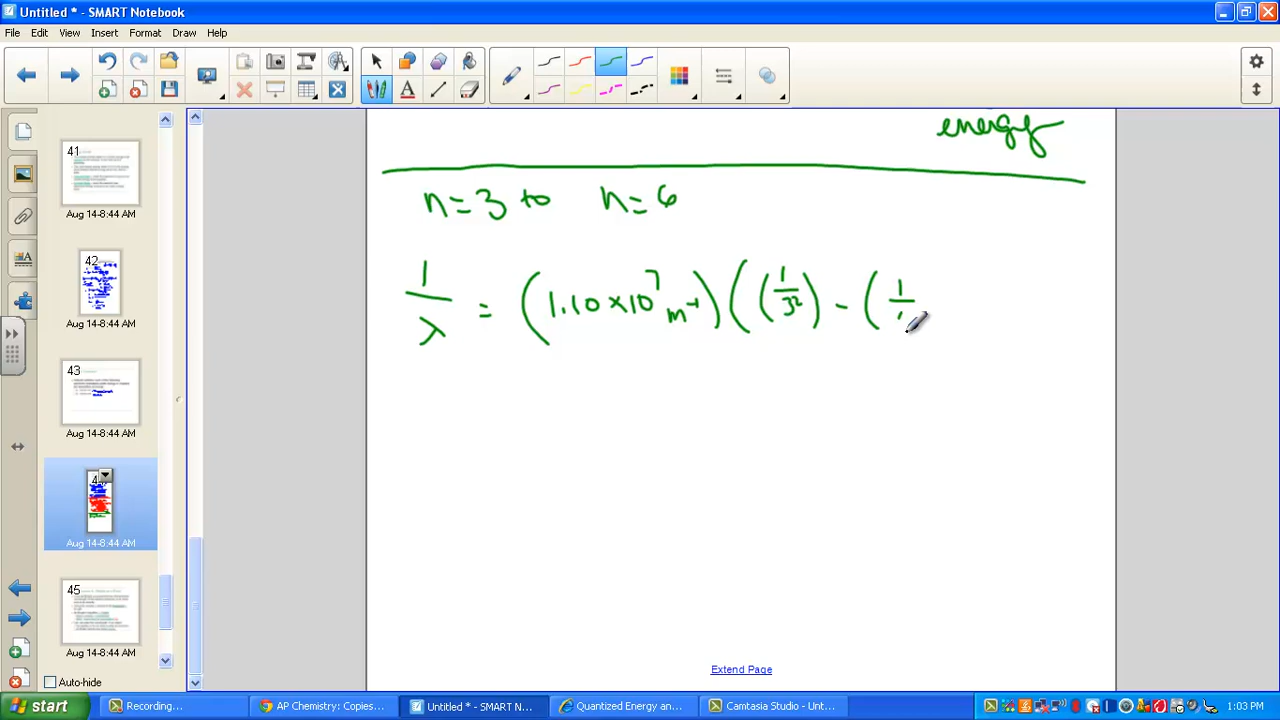 Untitled * - SMART Notebook
File Edit View Insert Format Draw Help
energy
n=3 to n=6
1/λ = (1.10×10⁷ m⁻¹)((1/3²) - (1/
41
Aug 14-8:44 AM
42
Aug 14-8:44 AM
43
Aug 14-8:44 AM
Aug 14-8:44 AM
45
Aug 14-8:44 AM
Auto-hide
Extend Page
start
Recording...
AP Chemistry: Copies...
Untitled * - SMART N...
Quantized Energy an...
Camtasia Studio - Unt...
1:03 PM